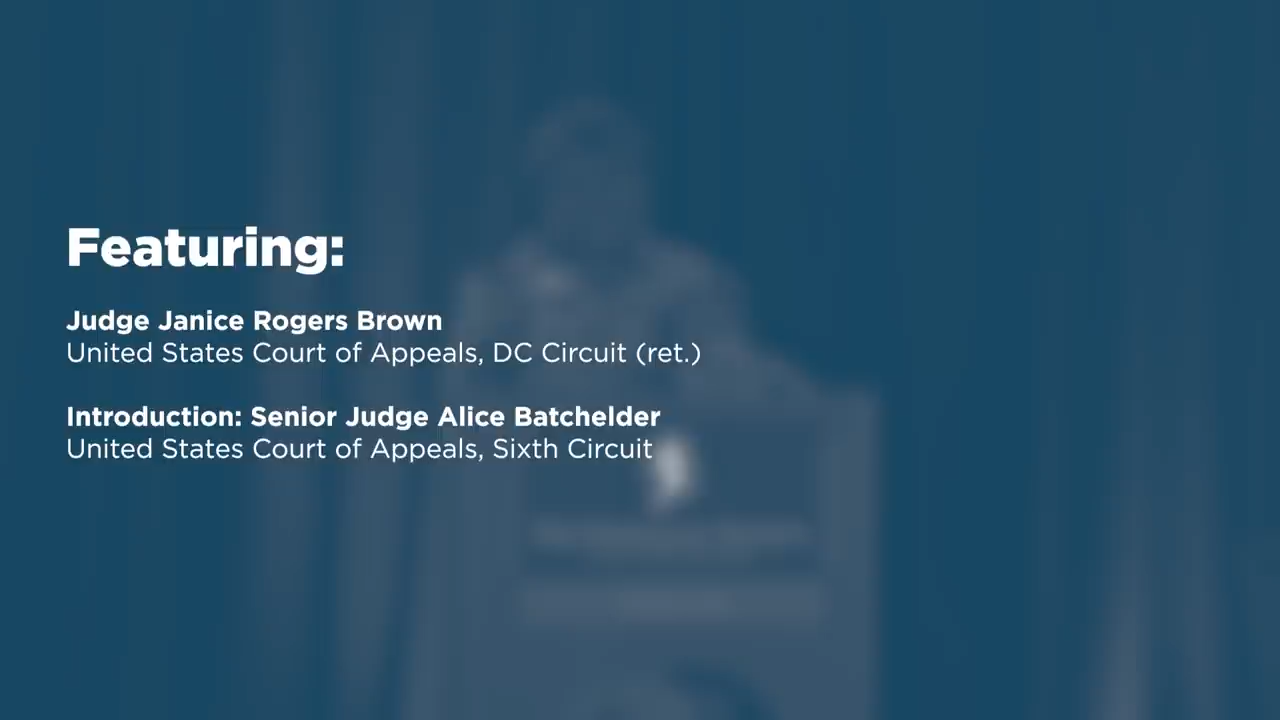 Featuring:
Judge Janice Rogers Brown
United States Court of Appeals, DC Circuit (ret.)
Introduction: Senior Judge Alice Batchelder
United States Court of Appeals, Sixth Circuit